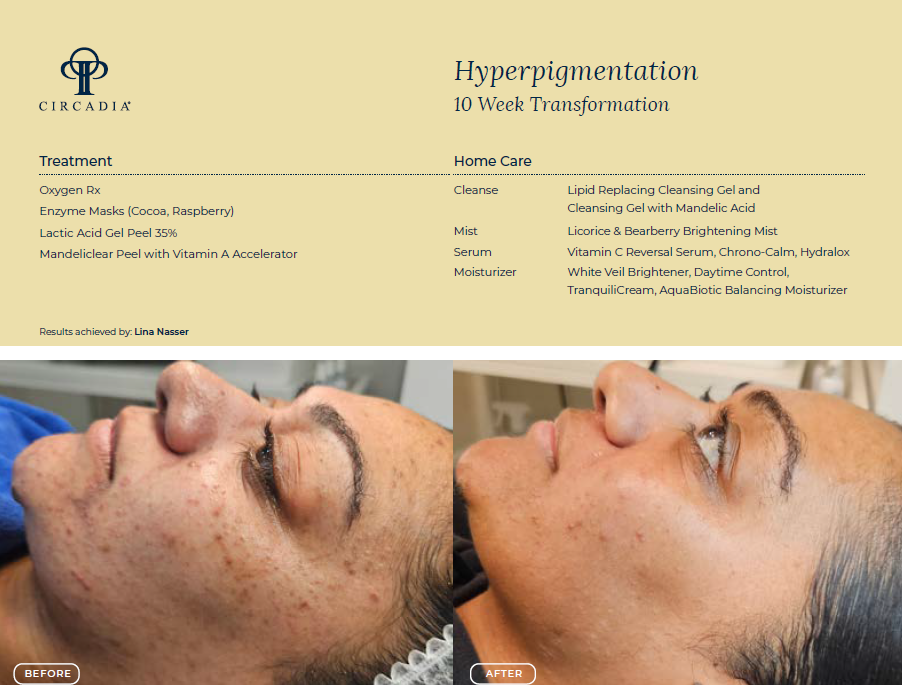 CIRCADIA®
Hyperpigmentation
10 Week Transformation
Treatment
Oxygen Rx
Enzyme Masks (Cocoa, Raspberry)
Lactic Acid Gel Peel 35%
Mandeliclear Peel with Vitamin A Accelerator
Home Care
Cleanse Lipid Replacing Cleansing Gel and
Cleansing Gel with Mandelic Acid
Mist Licorice & Bearberry Brightening Mist
Serum Vitamin C Reversal Serum, Chrono-Calm, Hydralox
Moisturizer White Veil Brightener, Daytime Control,
TranquiliCream, AquaBiotic Balancing Moisturizer
Results achieved by: Lina Nasser
BEFORE
AFTER